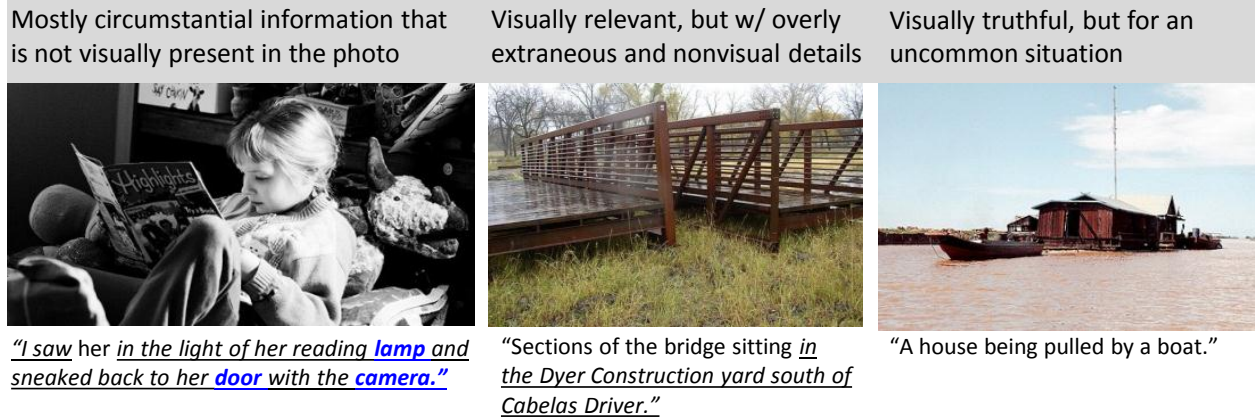 Mostly circumstantial information that
is not visually present in the photo
Visually relevant, but w/ overly
extraneous and nonvisual details
Visually truthful, but for an
uncommon situation
Highlights
“I saw her in the light of her reading lamp and
sneaked back to her door with the camera.”
“Sections of the bridge sitting in
the Dyer Construction yard south of
Cabelas Driver.”
“A house being pulled by a boat.”